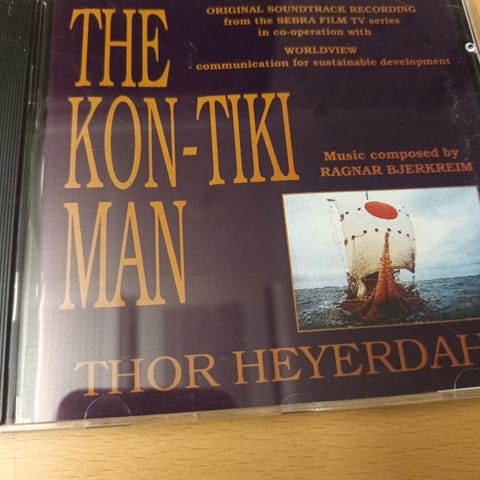 ORIGINAL SOUNDTRACK RECORDING
from the SEBRA FILM TV series
in co-operation with
WORLDVIEW
- communication for sustainable development
THE
KON-TIKI
MAN
Music composed by
RAGNAR BJERKREIM
THOR HEYERDAH